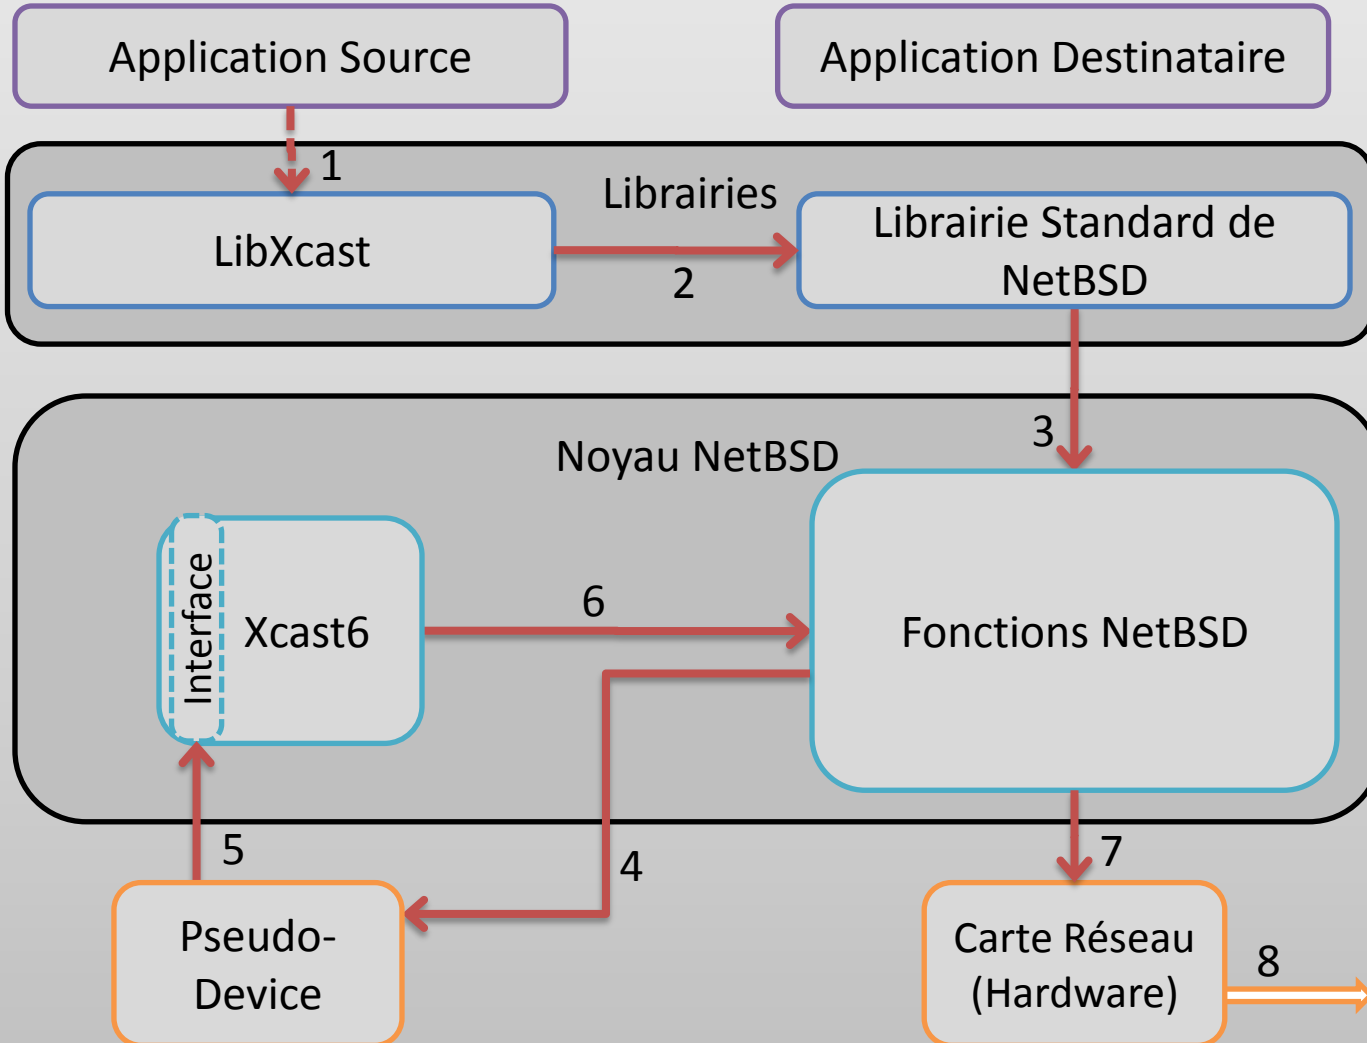 Application Source
Application Destinataire
1
Librairies
LibXcast
2
Librairie Standard de
NetBSD
3
Noyau NetBSD
Interface
Xcast6
6
Fonctions NetBSD
5
4
7
Pseudo-
Device
Carte Réseau
(Hardware)
8